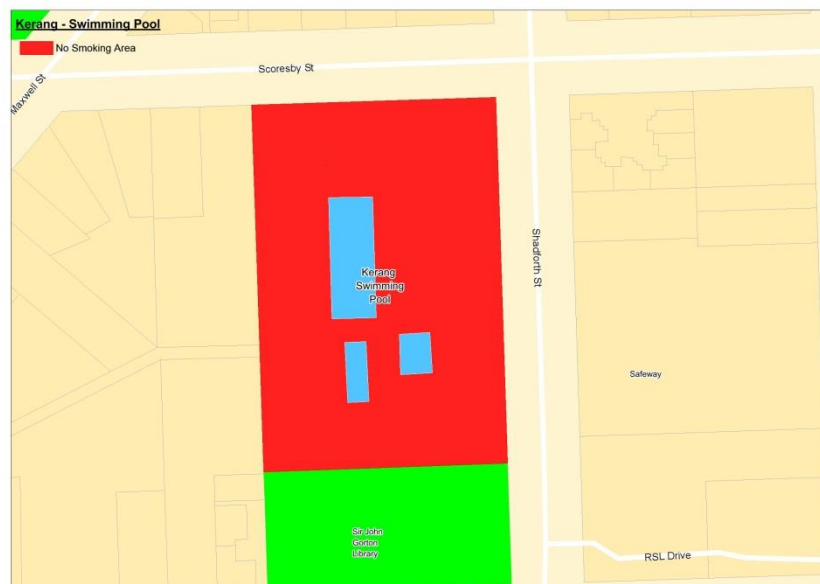 Kerang - Swimming Pool
No Smoking Area
Maxwell St
Scoresby St
Shadforth St
Kerang
Swimming
Pool
Safeway
Sir John
Gorton
Library
RSL Drive